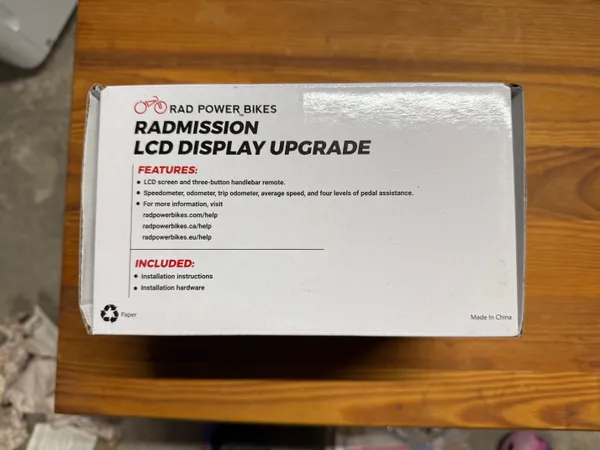 RAD POWER BIKES
RADMISSION
LCD DISPLAY UPGRADE
FEATURES:
• LCD screen and three-button handlebar remote.
• Speedometer, odometer, trip odometer, average speed, and four levels of pedal assistance.
• For more information, visit
radpowerbikes.com/help
radpowerbikes.ca/help
radpowerbikes.eu/help
INCLUDED:
• Installation instructions
• Installation hardware
Paper
Made In China